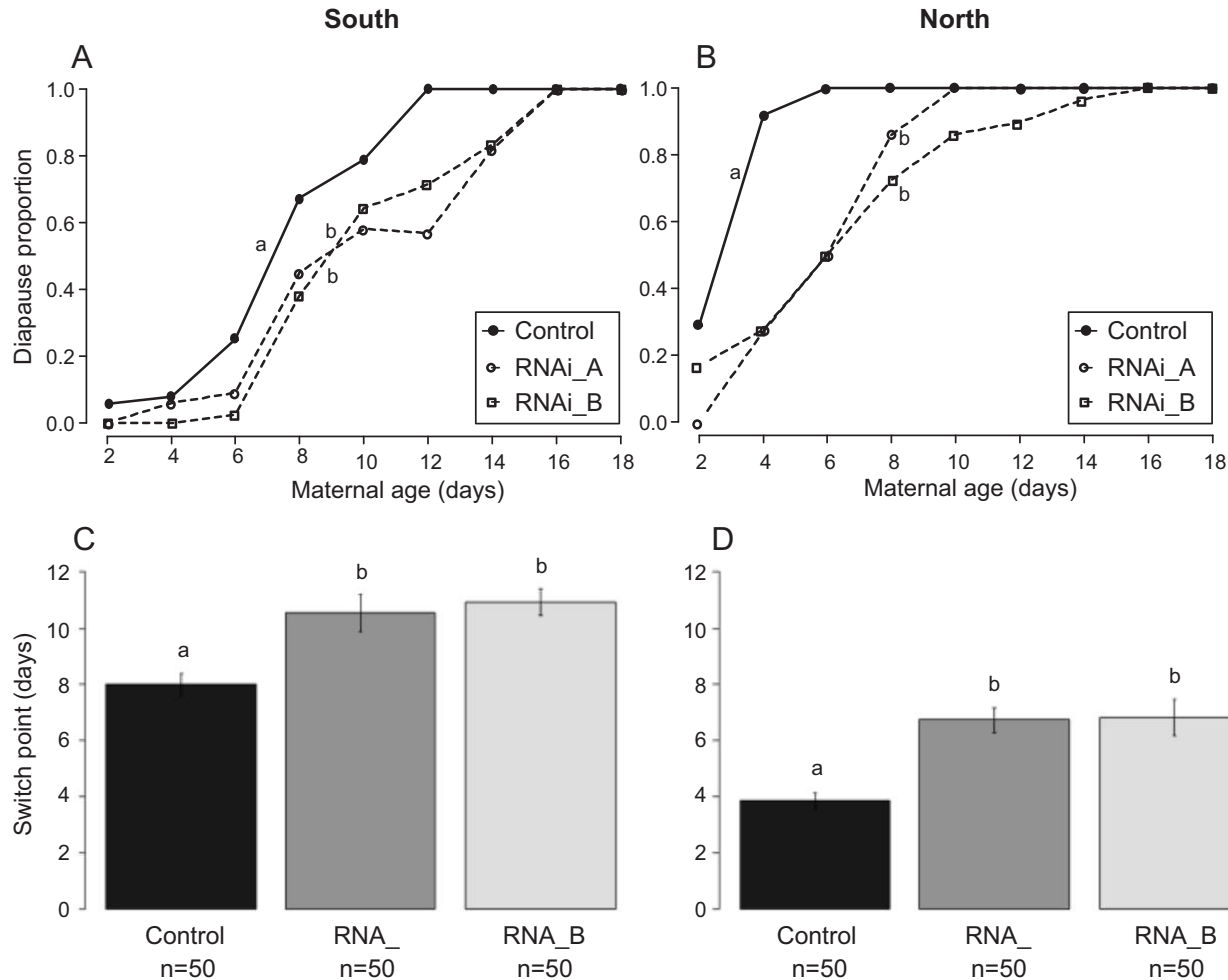 South
North
A
B
Diapause proportion
1.0
0.8
0.6
0.4
0.2
0.0
a
b
b
Control
RNAi_A
RNAi_B
2 4 6 8 10 12 14 16 18
Maternal age (days)
1.0
0.8
0.6
0.4
0.2
0.0
a
b
b
Control
RNAi_A
RNAi_B
2 4 6 8 10 12 14 16 18
Maternal age (days)
C
D
Switch point (days)
12
10
8
6
4
2
0
a
b
b
Control RNA_ RNA_B
n=50 n=50 n=50
12
10
8
6
4
2
0
a
b
b
Control RNA_ RNA_B
n=50 n=50 n=50